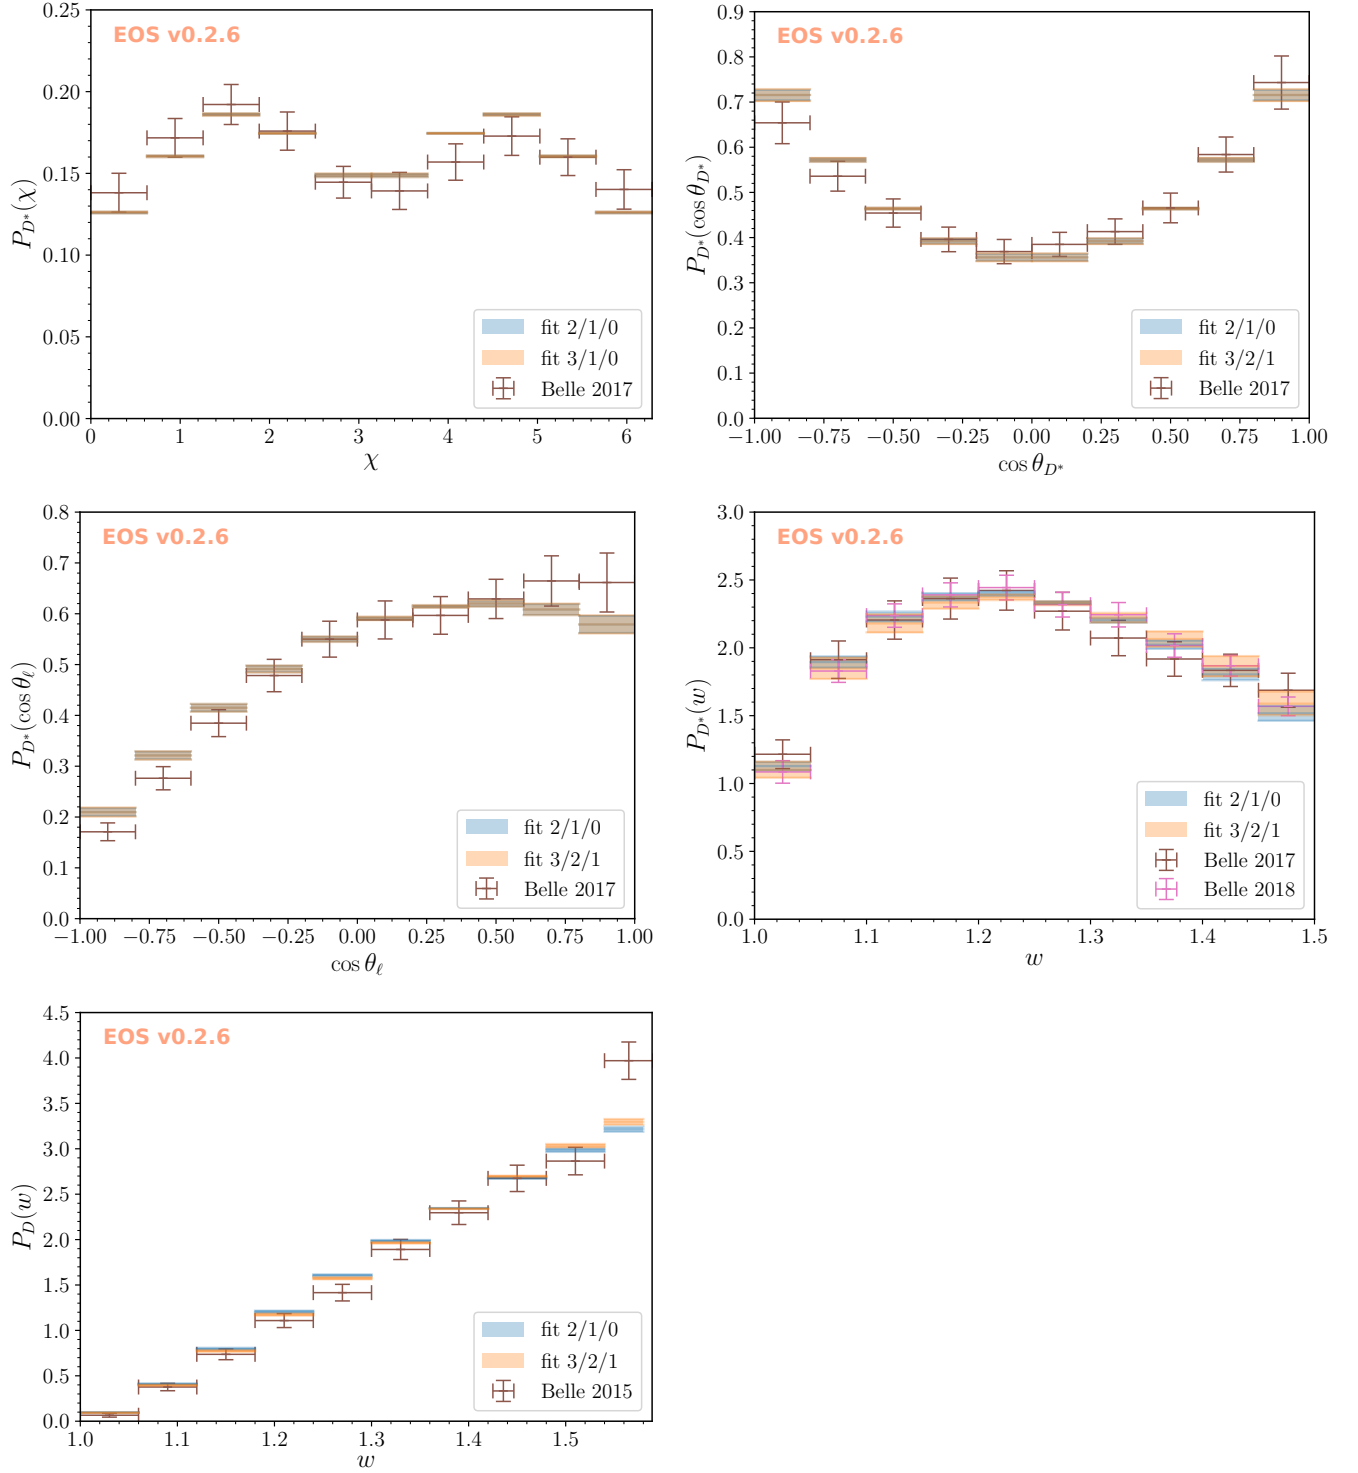 EOS v0.2.6
0.25
0.20
0.15
0.10
0.05
0.00
P_{D*}(χ)
fit 2/1/0
fit 3/1/0
Belle 2017
0 1 2 3 4 5 6
χ
EOS v0.2.6
0.9
0.8
0.7
0.6
0.5
0.4
0.3
0.2
0.1
0.0
P_{D*}(cos θ_{D*})
fit 2/1/0
fit 3/2/1
Belle 2017
−1.00 −0.75 −0.50 −0.25 0.00 0.25 0.50 0.75 1.00
cos θ_{D*}
EOS v0.2.6
0.8
0.7
0.6
0.5
0.4
0.3
0.2
0.1
0.0
P_{D*}(cos θ_ℓ)
fit 2/1/0
fit 3/2/1
Belle 2017
−1.00 −0.75 −0.50 −0.25 0.00 0.25 0.50 0.75 1.00
cos θ_ℓ
EOS v0.2.6
3.0
2.5
2.0
1.5
1.0
0.5
0.0
P_{D*}(w)
fit 2/1/0
fit 3/2/1
Belle 2017
Belle 2018
1.0 1.1 1.2 1.3 1.4 1.5
w
EOS v0.2.6
4.5
4.0
3.5
3.0
2.5
2.0
1.5
1.0
0.5
0.0
P_D(w)
fit 2/1/0
fit 3/2/1
Belle 2015
1.0 1.1 1.2 1.3 1.4 1.5
w